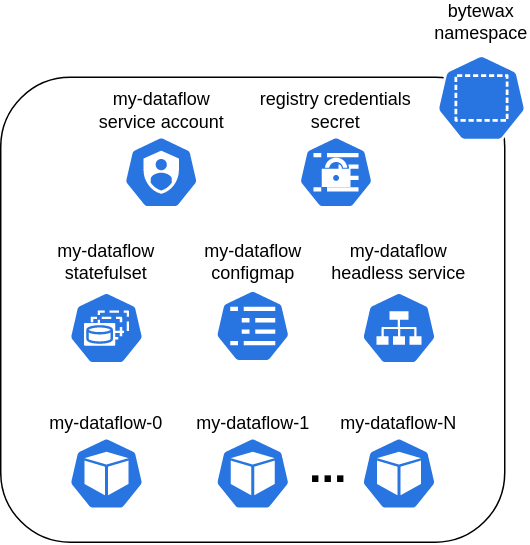 bytewax
namespace
my-dataflow
service account
registry credentials
secret
my-dataflow
statefulset
my-dataflow
configmap
my-dataflow
headless service
my-dataflow-0
my-dataflow-1
...
my-dataflow-N